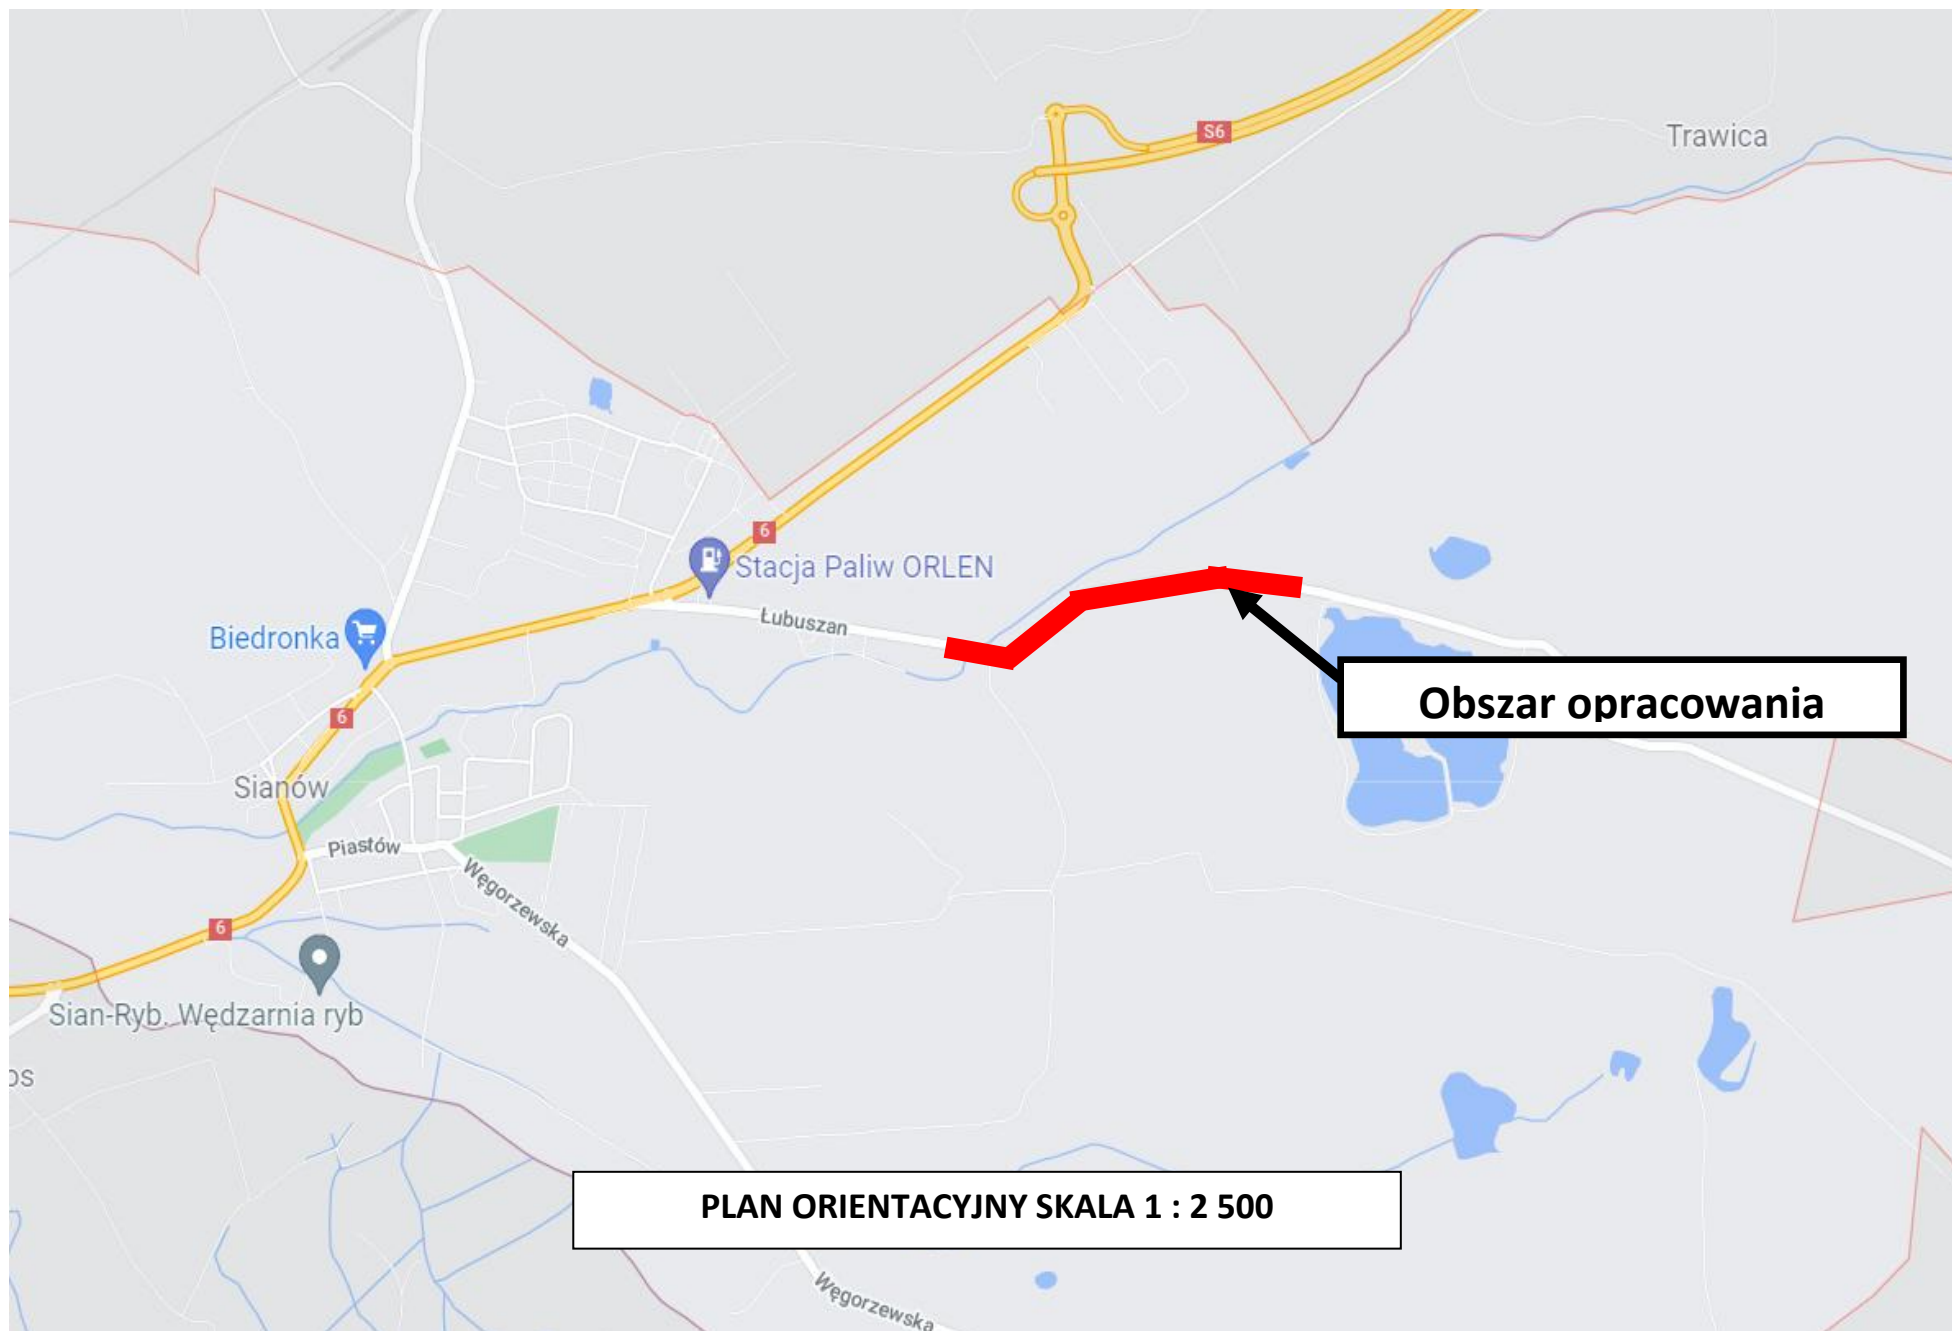 S6
Trawica
6
Stacja Paliw ORLEN
Łubuszan
Biedronka
Obszar opracowania
6
Sianów
Piastów
Węgorzewska
6
Sian-Ryb. Wędzarnia ryb
os
PLAN ORIENTACYJNY SKALA 1 : 2 500
Węgorzewska